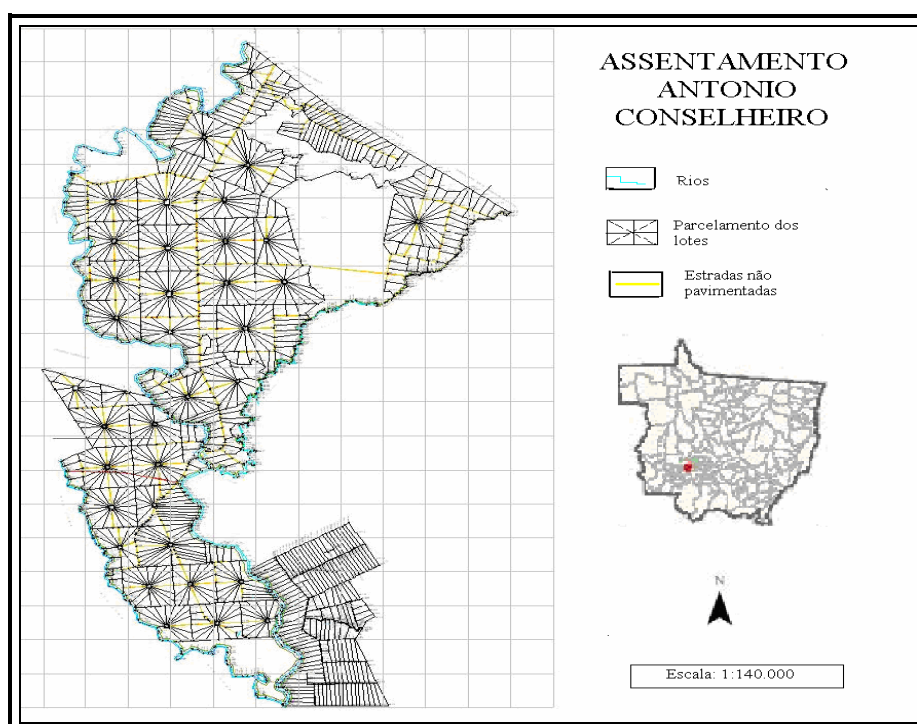 ASSENTAMENTO
ANTONIO
CONSELHEIRO
Rios
Parcelamento dos
lotes
Estradas não
pavimentadas
N
Escala: 1:140.000